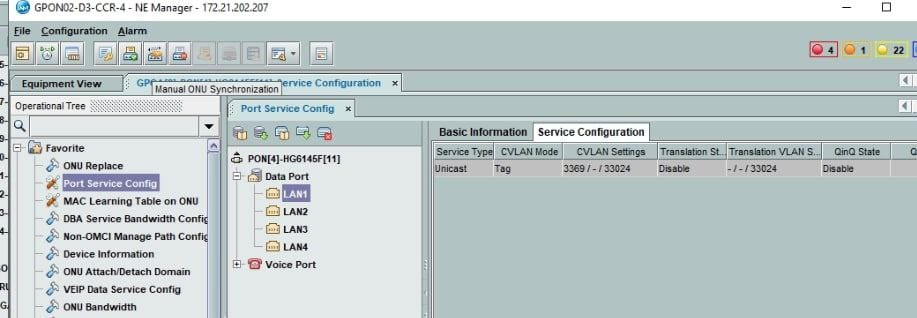 GPON02-D3-CCR-4 - NE Manager - 172.21.202.207
File Configuration Alarm
4 1 22
Equipment View
Service Configuration
Manual ONU Synchronization
Operational Tree
Port Service Config
Favorite
ONU Replace
Port Service Config
MAC Learning Table on ONU
DBA Service Bandwidth Config
Non-OMCI Manage Path Config
Device Information
ONU Attach/Detach Domain
VEIP Data Service Config
ONU Bandwidth
PON[4]-HG6145F[11]
Data Port
LAN1
LAN2
LAN3
LAN4
Voice Port
Basic Information Service Configuration
Service Type CVLAN Mode CVLAN Settings Translation St... Translation VLAN S... QinQ State Q
Unicast Tag 3369 / - / 33024 Disable - / - / 33024 Disable